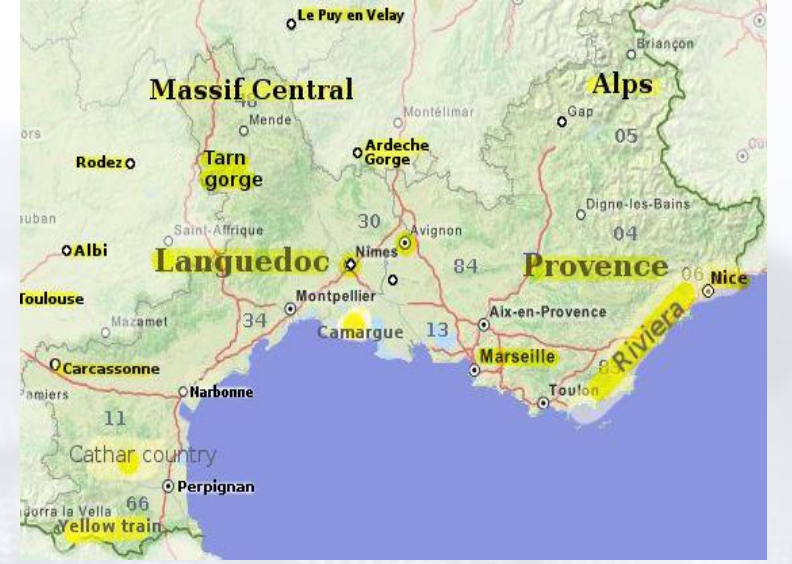 Le Puy en Velay
Briançon
Massif Central
Alps
48
Mende
Montélimar
Gap
05
Ardeche
Gorge
Rodez
Tarn
gorge
Digne-les-Bains
30
Saint-Affrique
Avignon
04
Albi
Languedoc
Nîmes
84
Provence
06
Nice
Toulouse
Montpellier
Aix-en-Provence
Mazamet
34
Camargue
13
Riviera
Marseille
83
Carcassonne
Toulon
Narbonne
11
Cathar country
Perpignan
66
Yellow train